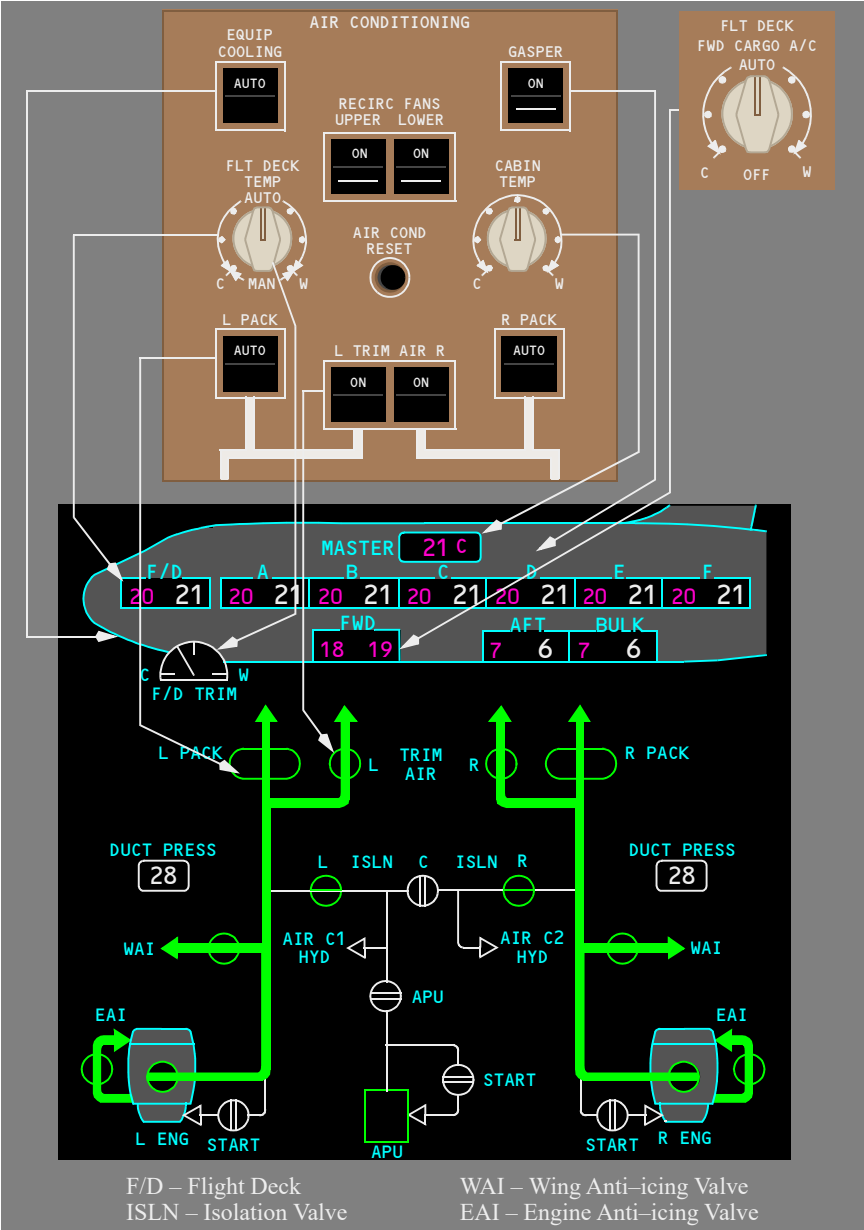 AIR CONDITIONING
EQUIP
COOLING
AUTO
GASPER
ON
RECIRC FANS
UPPER LOWER
ON ON
FLT DECK
TEMP
AUTO
C MAN W
CABIN
TEMP
C W
AIR COND
RESET
L PACK
AUTO
L TRIM AIR R
ON ON
R PACK
AUTO
FLT DECK
FWD CARGO A/C
AUTO
C OFF W
MASTER 21 C
F/D A B C D E F
20 21 20 21 20 21 20 21 20 21 20 21 20 21
FWD AFT BULK
18 19 7 6 7 6
C W
F/D TRIM
L PACK L TRIM R R PACK
AIR
DUCT PRESS
28
L ISLN C ISLN R
DUCT PRESS
28
WAI
AIR C1
HYD
AIR C2
HYD
WAI
APU
EAI
EAI
START
L ENG
START
APU
START
R ENG
F/D – Flight Deck
ISLN – Isolation Valve
WAI – Wing Anti–icing Valve
EAI – Engine Anti–icing Valve